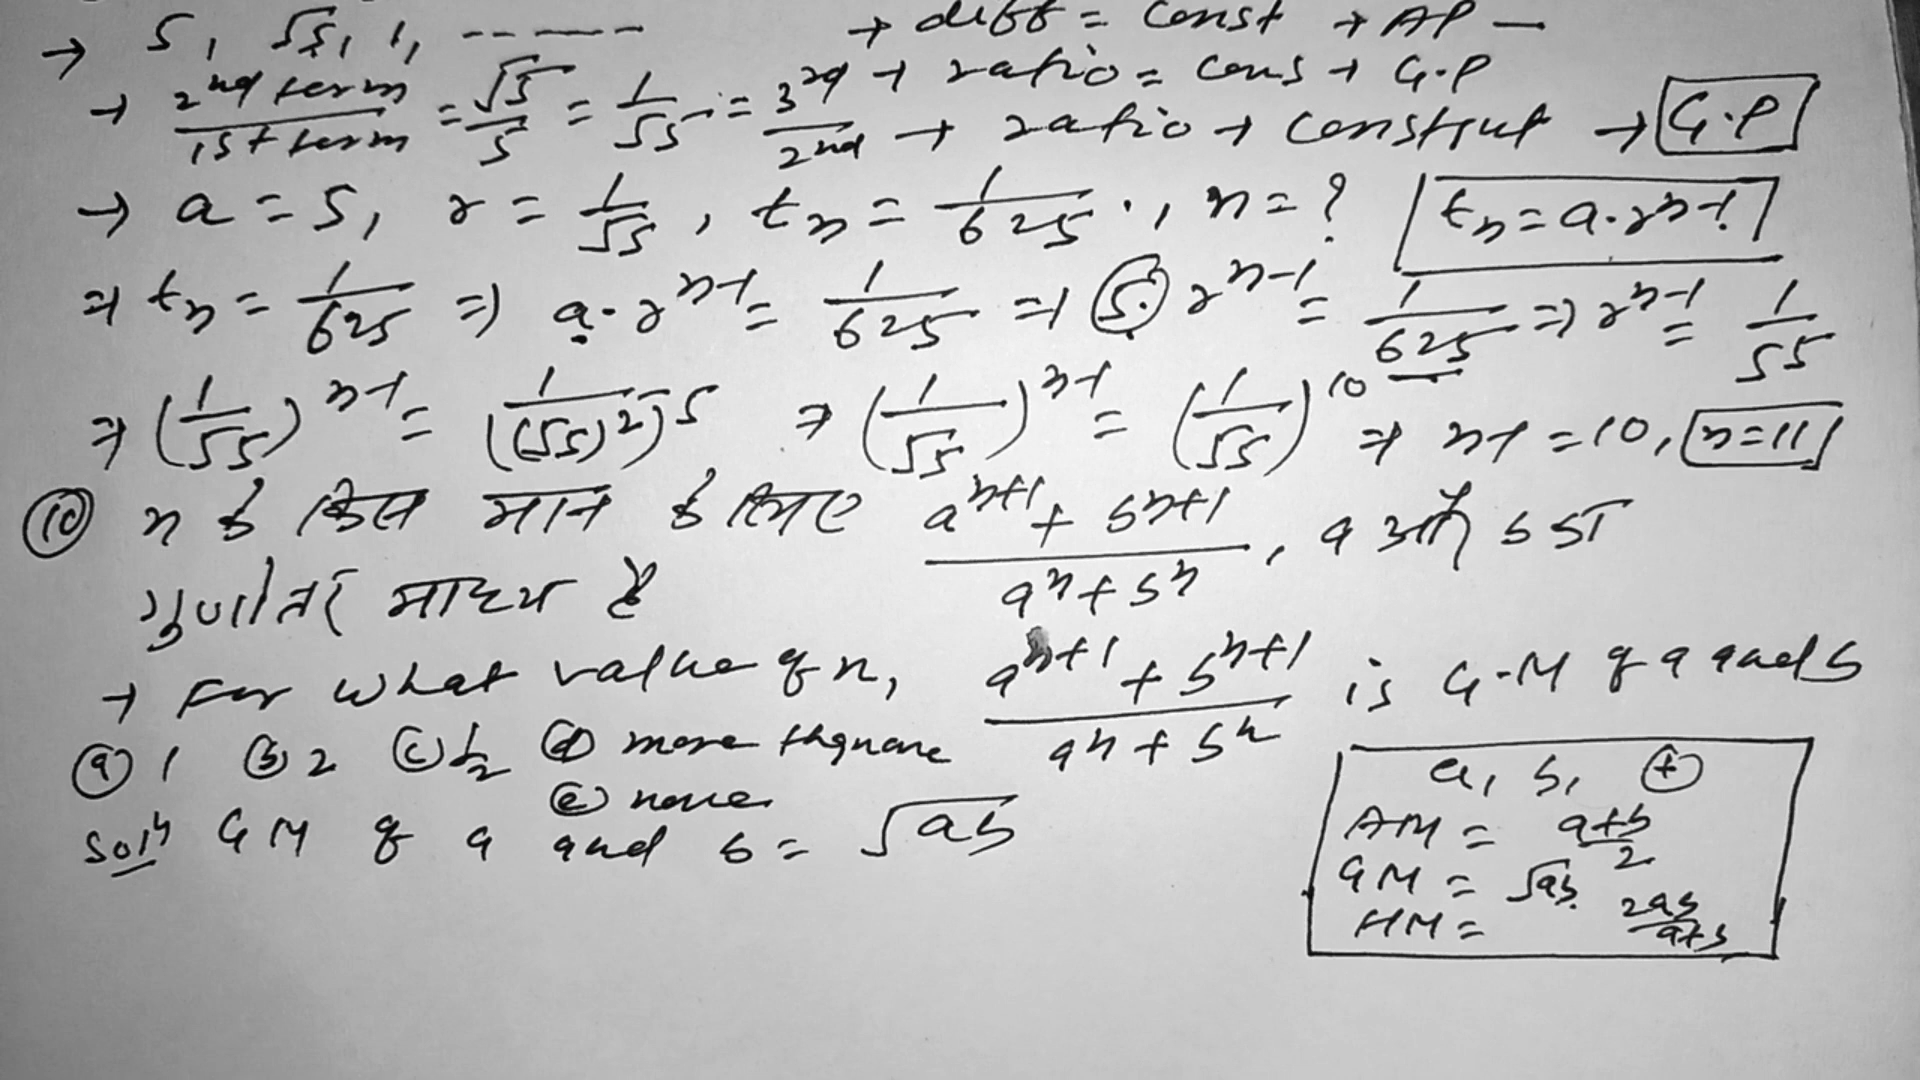 → 5, √5, 1, ------ → diff = const → AP —
→ 2nd term / 1st term = √5/5 = 1/√5 = 3rd/2nd → ratio = cons → G.P
→ ratio → constant → G.P
→ a = 5, r = 1/√5, tn = 1/625, n = ? tn = a.r^n-1
⇒ tn = 1/625 ⇒ a.r^n-1 = 1/625 ⇒ 5.r^n-1 = 1/625 ⇒ r^n-1 = 1/5^5
⇒ (1/√5)^n-1 = 1/((√5)^2)^5 ⇒ (1/√5)^n-1 = (1/√5)^10 ⇒ n-1 = 10, n=11
(10) n के किस मान के लिए a^n+1 + b^n+1 / a^n + b^n, a और b का
गुणोत्तर माध्य है
→ For what value of n, a^n+1 + b^n+1 / a^n + b^n is G.M of a and b
(a) 1 (b) 2 (c) 1/2 (d) more than one
(e) none
Soln GM of a and b = √ab
a, b, (+)
AM = a+b/2
GM = √ab
HM = 2ab/a+b